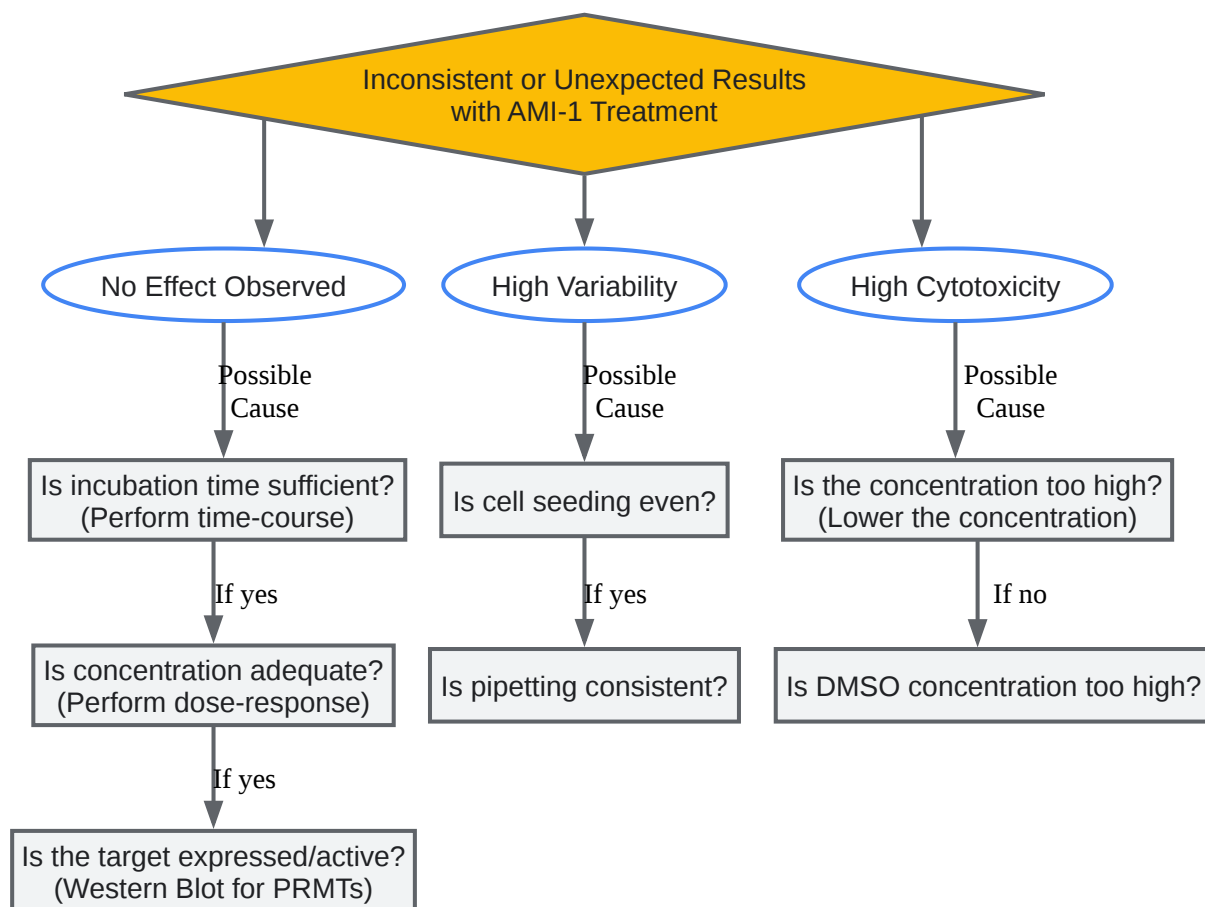 Inconsistent or Unexpected Results
with AMI-1 Treatment
No Effect Observed
High Variability
High Cytotoxicity
Possible
Cause
Possible
Cause
Possible
Cause
Is incubation time sufficient?
(Perform time-course)
Is cell seeding even?
Is the concentration too high?
(Lower the concentration)
If yes
If yes
If no
Is concentration adequate?
(Perform dose-response)
Is pipetting consistent?
Is DMSO concentration too high?
If yes
Is the target expressed/active?
(Western Blot for PRMTs)